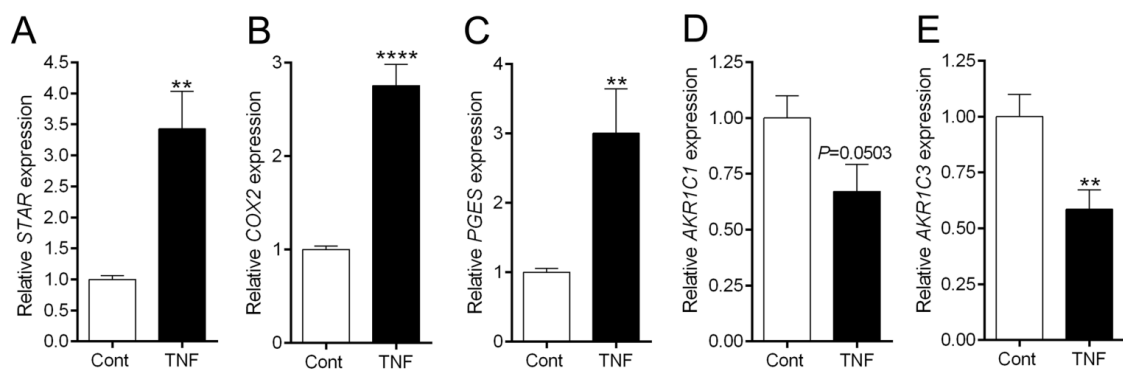 A
Relative STAR expression
4.5
4.0
3.5
3.0
2.5
2.0
1.5
1.0
0.5
0.0
**
Cont
TNF
B
Relative COX2 expression
3
2
1
0
****
Cont
TNF
C
Relative PGES expression
4
3
2
1
0
**
Cont
TNF
D
Relative AKR1C1 expression
1.25
1.00
0.75
0.50
0.25
0.00
P=0.0503
Cont
TNF
E
Relative AKR1C3 expression
1.25
1.00
0.75
0.50
0.25
0.00
**
Cont
TNF